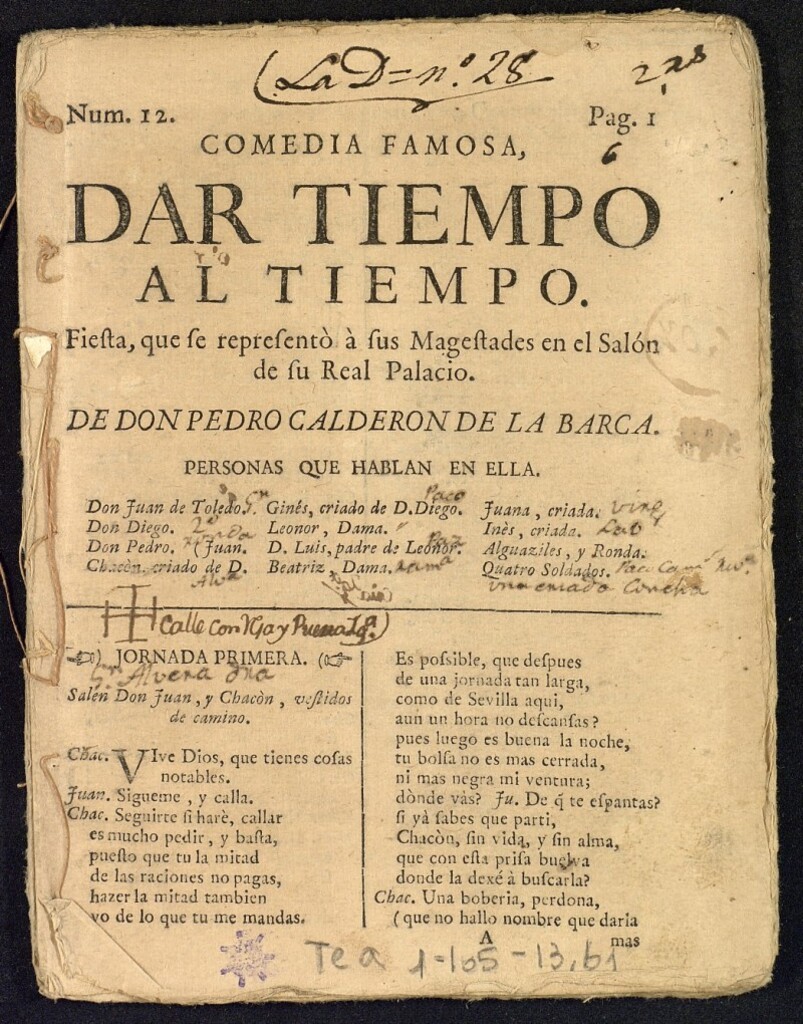 (La D= nº. 28
Num. 12. Pag. 1
6
COMEDIA FAMOSA,
DAR TIEMPO
AL TIEMPO.
Fieſta, que ſe repreſentò à ſus Mageſtades en el Salón
de ſu Real Palacio.
DE DON PEDRO CALDERON DE LA BARCA.
PERSONAS QUE HABLAN EN ELLA.
Don Juan de Toledo.
Don Diego. 2º
Don Pedro. (Juan.
Chacòn, criado de D.
Ginés, criado de D. Diego. Paco
Leonor, Dama.
D. Luis, padre de Leonor.
Beatriz, Dama.
Juana, criada.
Inès, criada.
Alguaziles, y Ronda.
Quatro Soldados.
Calle con
JORNADA PRIMERA.
Salen Don Juan, y Chacòn, veſtidos
de camino.
Chac. VIve Dios, que tienes coſas
notables.
Juan. Sigueme, y calla.
Chac. Seguirte ſi harè, callar
es mucho pedir, y baſta,
pueſto que tu la mitad
de las raciones no pagas,
hazer la mitad tambien
yo de lo que tu me mandas.
Es poſsible, que deſpues
de una jornada tan larga,
como de Sevilla aqui,
aun un hora no deſcanſas?
pues luego es buena la noche,
tu bolſa no es mas cerrada,
ni mas negra mi ventura;
dònde vàs? Ju. De q̃ te eſpantas?
ſi yà ſabes que parti,
Chacòn, ſin vida, y ſin alma,
que con eſta priſa buelva
donde la dexé à buſcarla?
Chac. Una boberia, perdona,
(que no hallo nombre que darla
A mas
Tea 1-105-13, b1